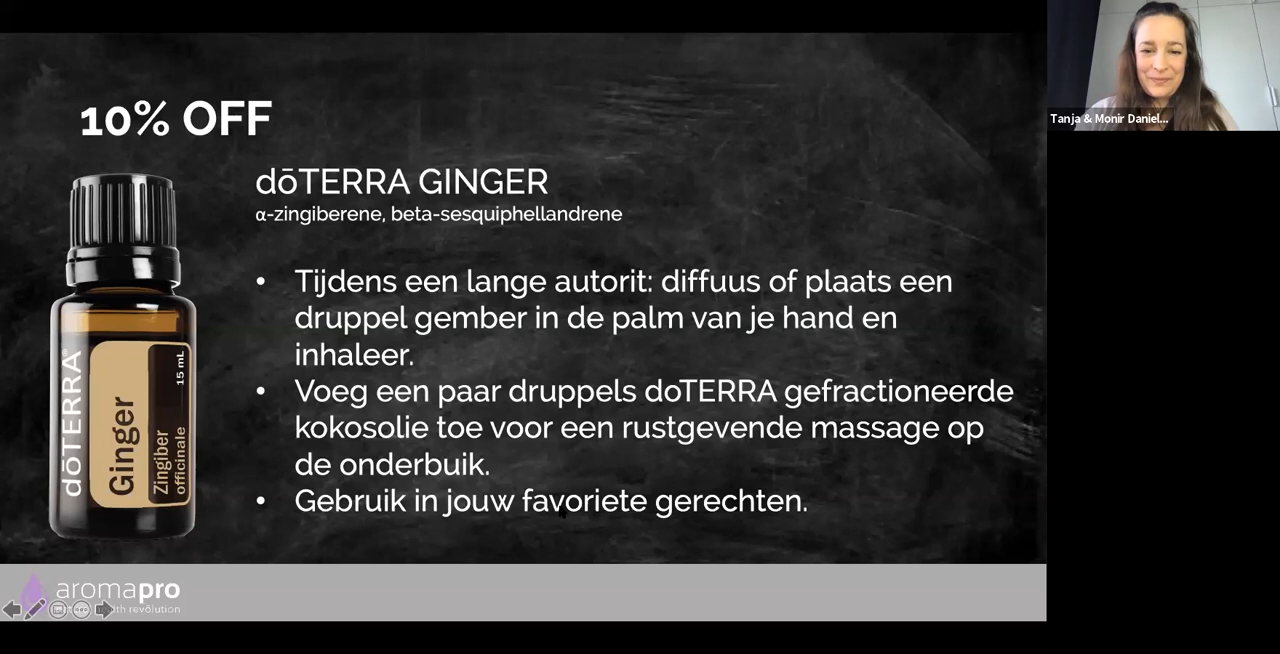 10% OFF
dōTERRA GINGER
α-zingiberene, beta-sesquiphellandrene
• Tijdens een lange autorit: diffuus of plaats een
druppel gember in de palm van je hand en
inhaleer.
• Voeg een paar druppels doTERRA gefractioneerde
kokosolie toe voor een rustgevende massage op
de onderbuik.
• Gebruik in jouw favoriete gerechten.
dōTERRA®
Ginger
Zingiber
officinale
15 mL
aromapro
revôlution
Tanja & Monir Daniel...